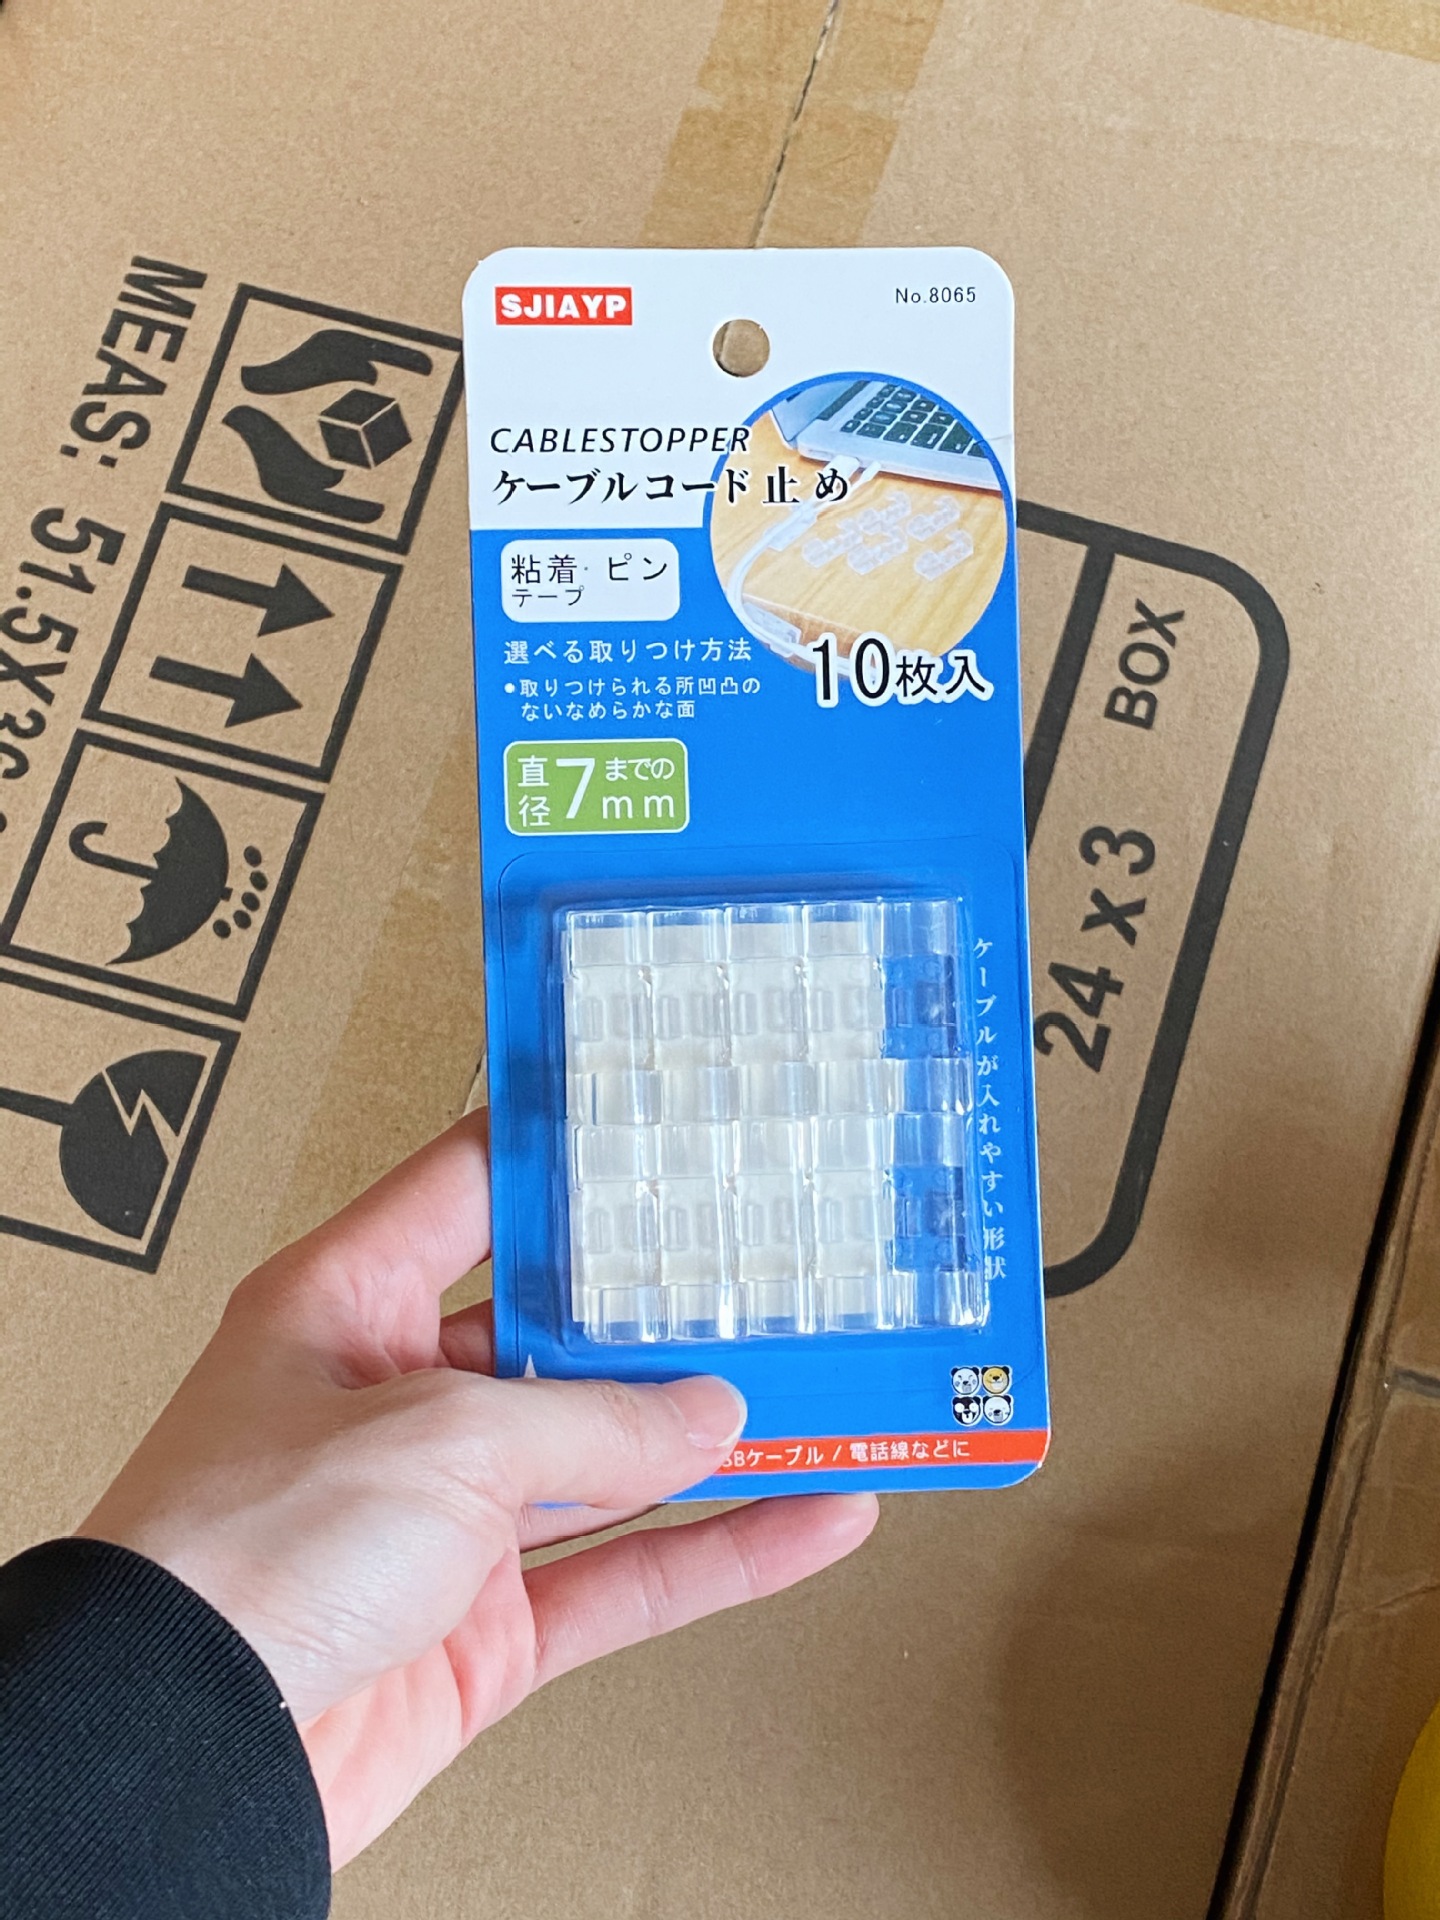 SJIAYP
No.8065
CABLESTOPPER
ケーブルコード止め
粘着・ピン
テープ
選べる取りつけ方法
•取りつけられる所凹凸の
ないなめらかな面
10枚入
直径7mmまでの
ケーブルが入れやすい形状
Bケーブル / 電話線などに
MEAS: 51.5X
24 x 3 BOX